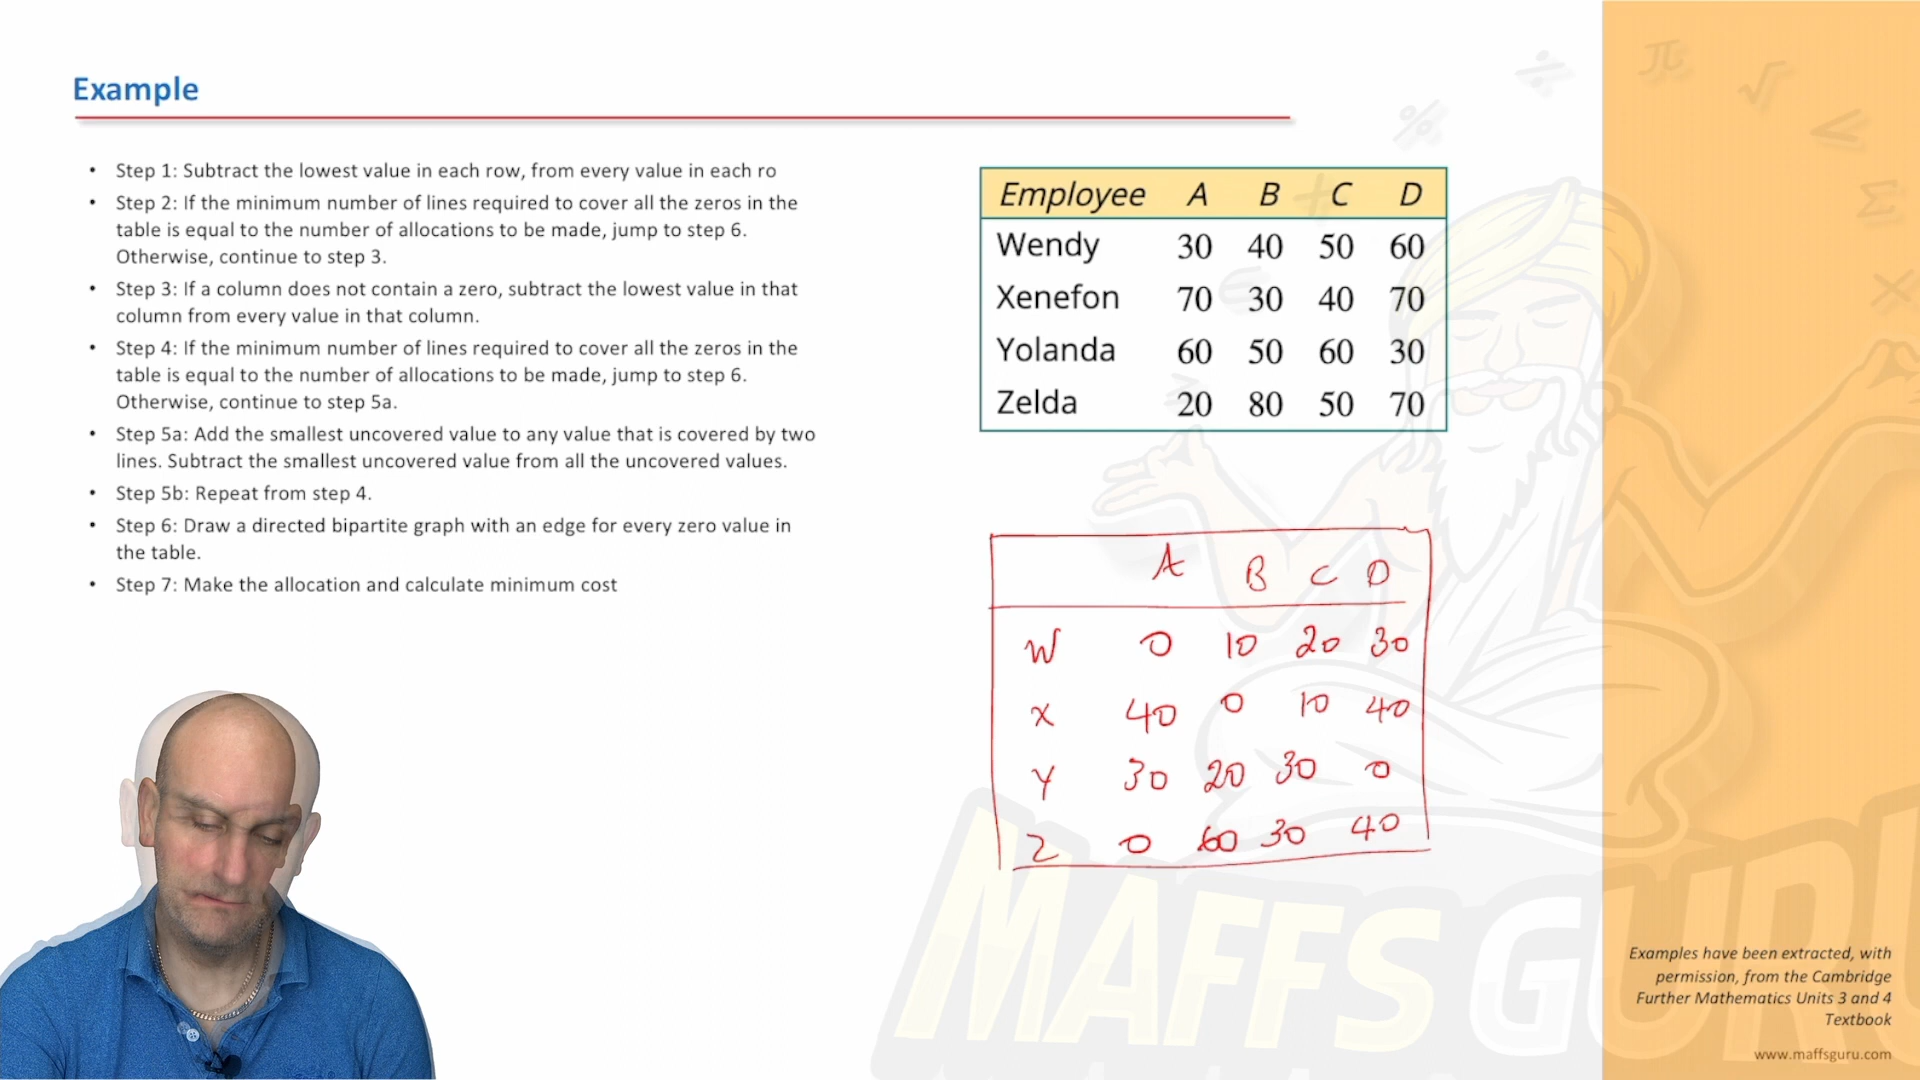 Example
• Step 1: Subtract the lowest value in each row, from every value in each ro
• Step 2: If the minimum number of lines required to cover all the zeros in the
table is equal to the number of allocations to be made, jump to step 6.
Otherwise, continue to step 3.
• Step 3: If a column does not contain a zero, subtract the lowest value in that
column from every value in that column.
• Step 4: If the minimum number of lines required to cover all the zeros in the
table is equal to the number of allocations to be made, jump to step 6.
Otherwise, continue to step 5a.
• Step 5a: Add the smallest uncovered value to any value that is covered by two
lines. Subtract the smallest uncovered value from all the uncovered values.
• Step 5b: Repeat from step 4.
• Step 6: Draw a directed bipartite graph with an edge for every zero value in
the table.
• Step 7: Make the allocation and calculate minimum cost
Employee A B C D
Wendy 30 40 50 60
Xenefon 70 30 40 70
Yolanda 60 50 60 30
Zelda 20 80 50 70
A B C D
W 0 10 20 30
X 40 0 10 40
Y 30 20 30 0
Z 0 60 30 40
MAFFS GURU
Examples have been extracted, with
permission, from the Cambridge
Further Mathematics Units 3 and 4
Textbook
www.maffsguru.com